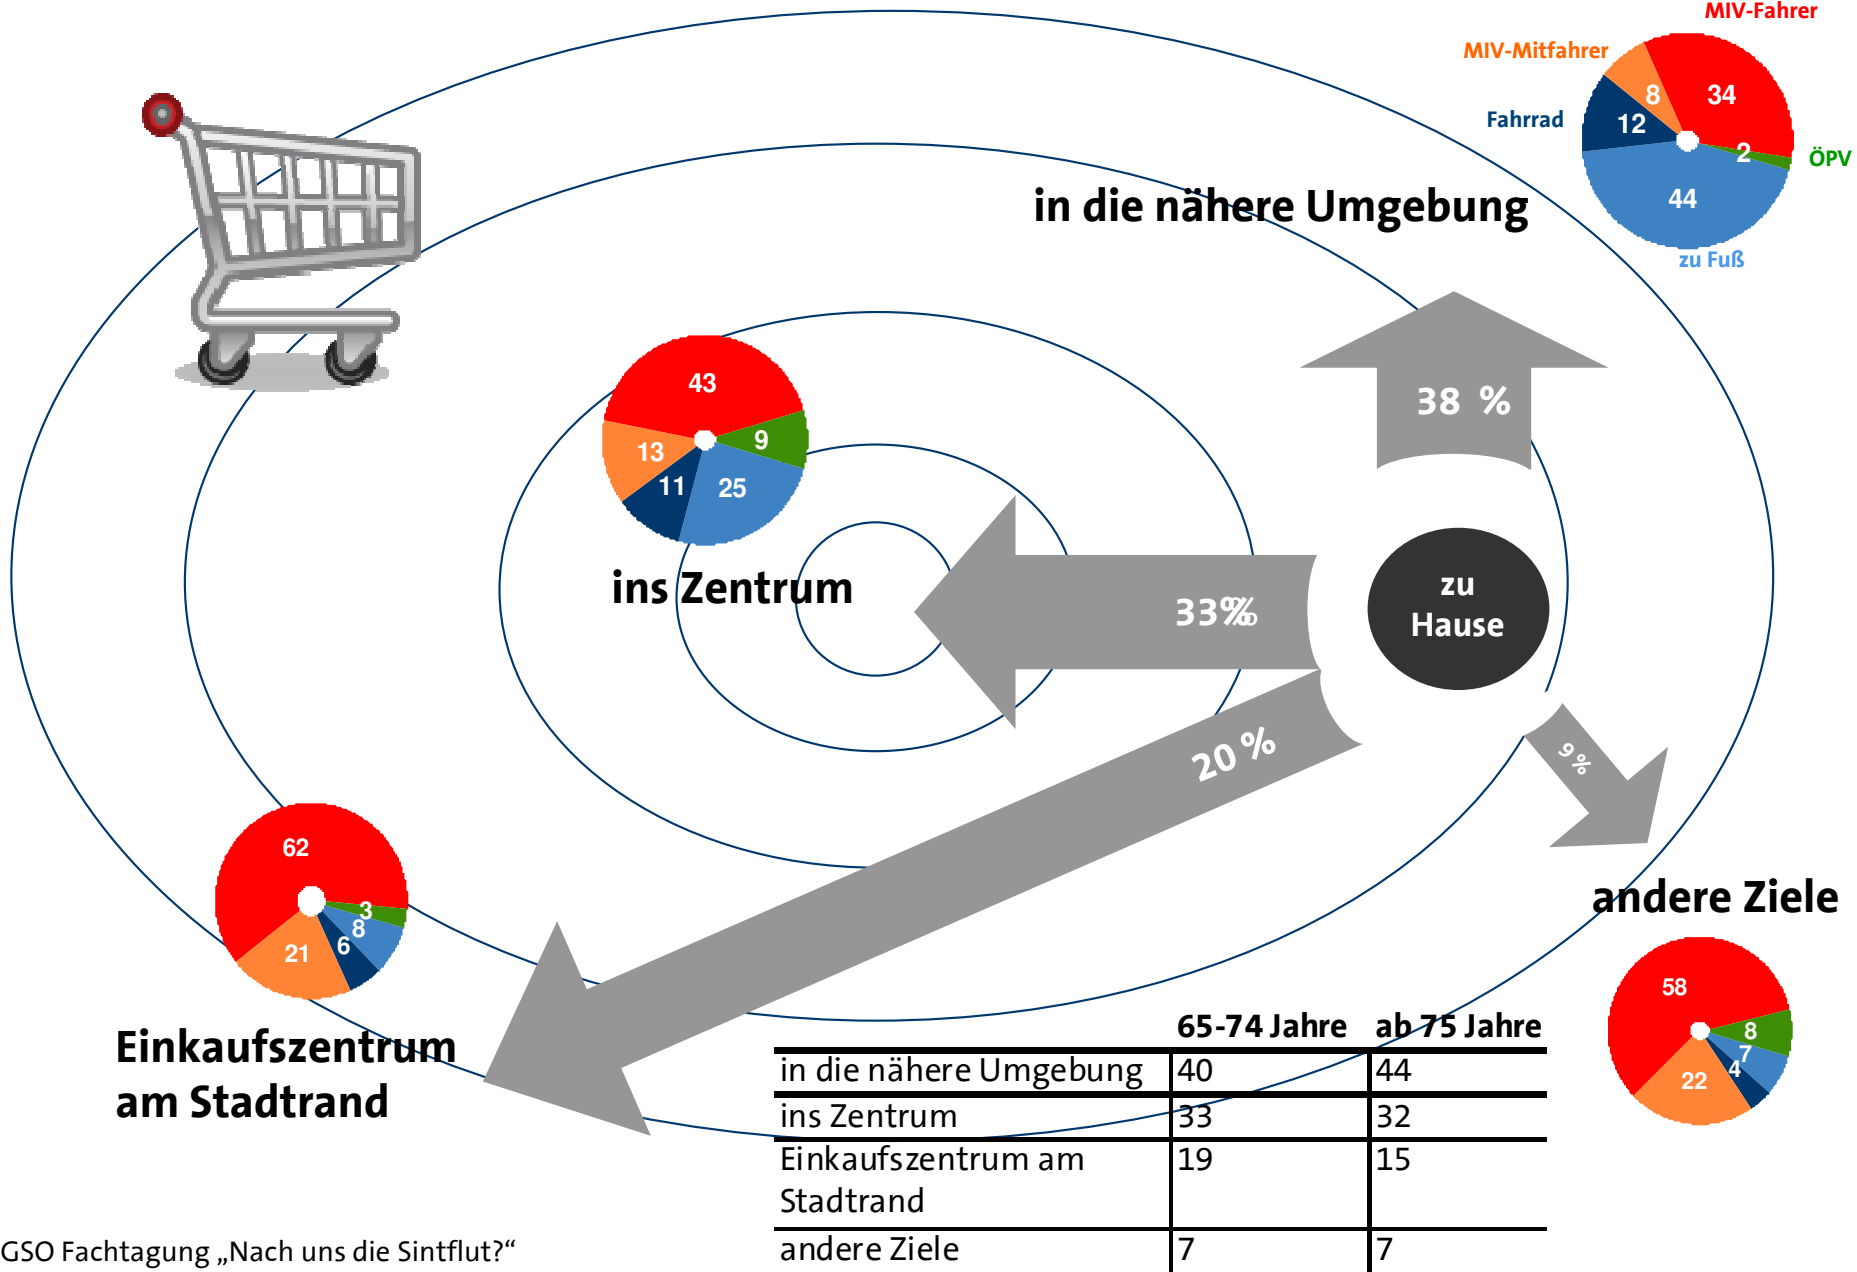 MIV-Fahrer
MIV-Mitfahrer
8
34
Fahrrad
12
2
ÖPV
44
zu Fuß
in die nähere Umgebung
43
13
9
11
25
38 %
ins Zentrum
33%
zu
Hause
20 %
9 %
62
3
8
6
21
Einkaufszentrum
am Stadtrand
andere Ziele
58
8
7
4
22
65-74 Jahre ab 75 Jahre
in die nähere Umgebung 40 44
ins Zentrum 33 32
Einkaufszentrum am 19 15
Stadtrand
andere Ziele 7 7
GSO Fachtagung „Nach uns die Sintflut?“